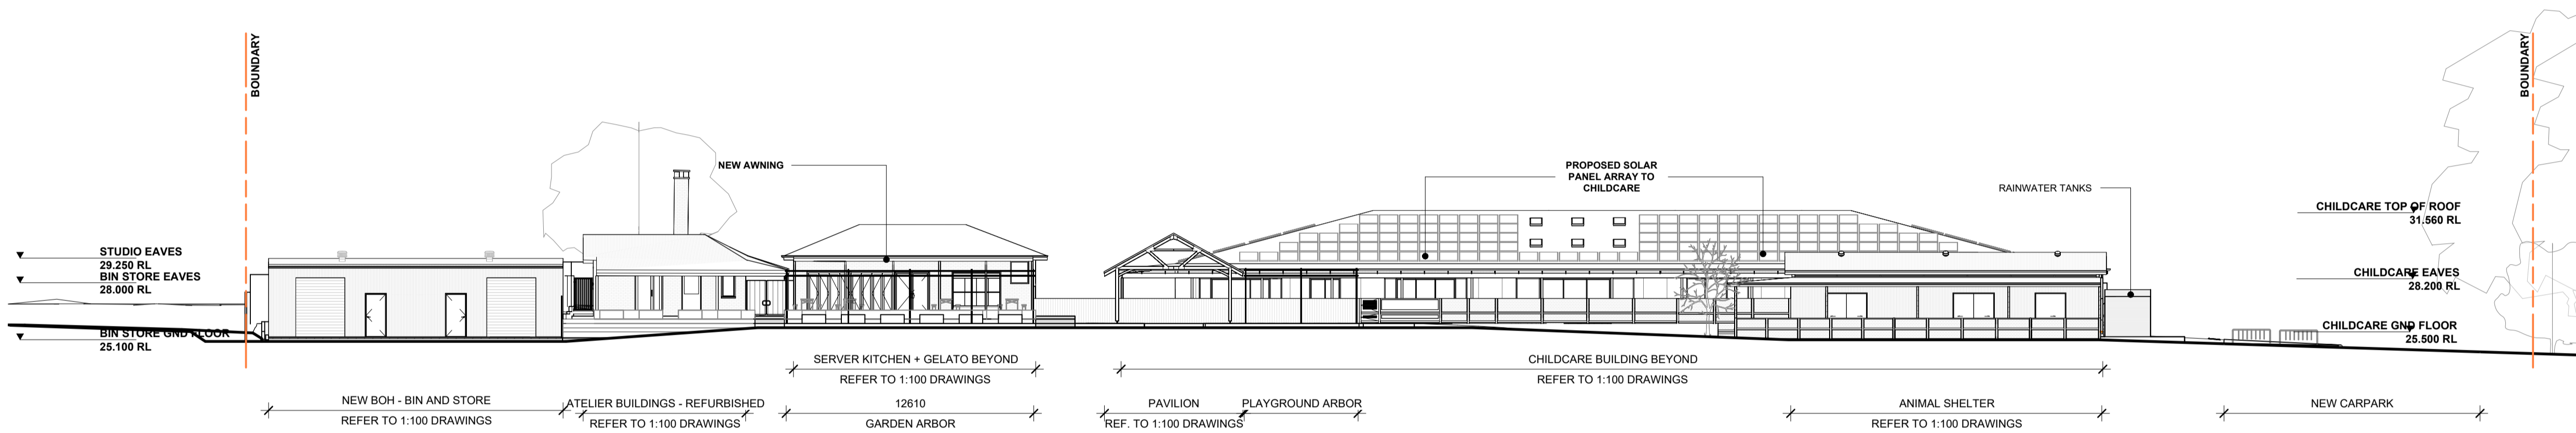 BOUNDARY
BOUNDARY
NEW AWNING
PROPOSED SOLAR
PANEL ARRAY TO
CHILDCARE
RAINWATER TANKS
STUDIO EAVES
29.250 RL
BIN STORE EAVES
28.000 RL
BIN STORE GND FLOOR
25.100 RL
CHILDCARE TOP OF ROOF
31.560 RL
CHILDCARE EAVES
28.200 RL
CHILDCARE GND FLOOR
25.500 RL
SERVER KITCHEN + GELATO BEYOND
REFER TO 1:100 DRAWINGS
CHILDCARE BUILDING BEYOND
REFER TO 1:100 DRAWINGS
NEW BOH - BIN AND STORE
REFER TO 1:100 DRAWINGS
ATELIER BUILDINGS - REFURBISHED
REFER TO 1:100 DRAWINGS
12610
GARDEN ARBOR
PAVILION
REF. TO 1:100 DRAWINGS
PLAYGROUND ARBOR
ANIMAL SHELTER
REFER TO 1:100 DRAWINGS
NEW CARPARK